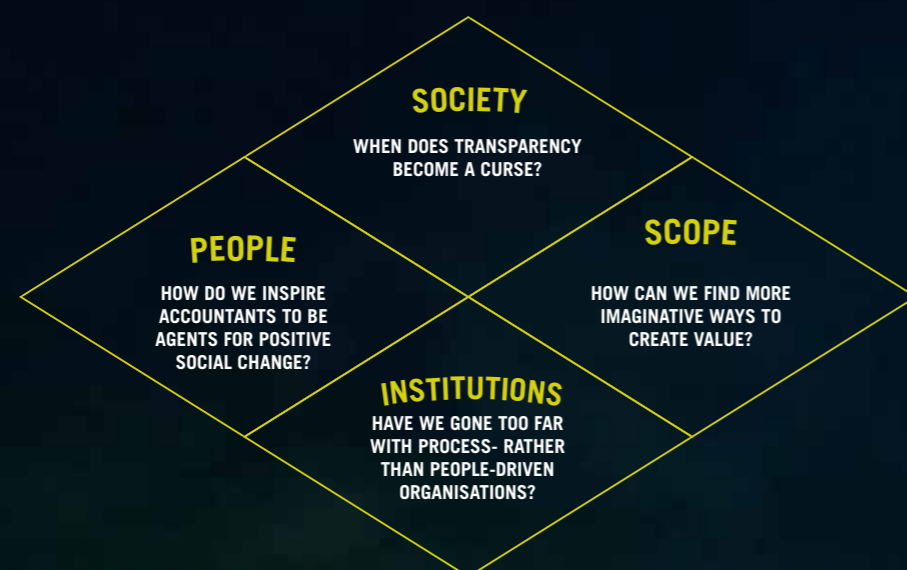 SOCIETY
WHEN DOES TRANSPARENCY
BECOME A CURSE?
PEOPLE
HOW DO WE INSPIRE
ACCOUNTANTS TO BE
AGENTS FOR POSITIVE
SOCIAL CHANGE?
SCOPE
HOW CAN WE FIND MORE
IMAGINATIVE WAYS TO
CREATE VALUE?
INSTITUTIONS
HAVE WE GONE TOO FAR
WITH PROCESS- RATHER
THAN PEOPLE-DRIVEN
ORGANISATIONS?